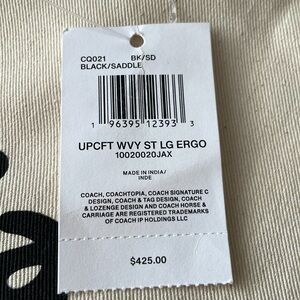 CQ021 BK/SD
BLACK/SADDLE
1 96395 12393 3
UPCFT WVY ST LG ERGO
10020020JAX
MADE IN INDIA/
INDE
COACH, COACHTOPIA, COACH SIGNATURE C
DESIGN, COACH & TAG DESIGN, COACH
& LOZENGE DESIGN AND COACH HORSE &
CARRIAGE ARE REGISTERED TRADEMARKS
OF COACH IP HOLDINGS LLC
$425.00